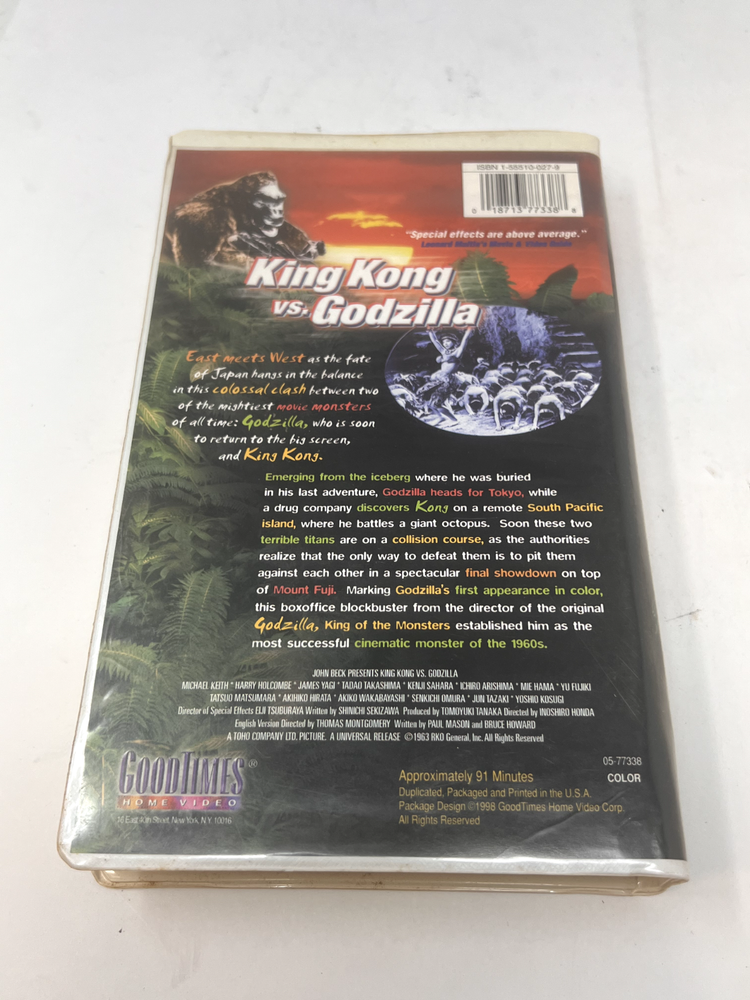 ISBN 1-55510-027-9
0 18713 77338 6
"Special effects are above average."
Leonard Maltin's Movie & Video Guide
King Kong
vs. Godzilla
East meets West as the fate
of Japan hangs in the balance
in this colossal clash between two
of the mightiest movie monsters
of all time: Godzilla, who is soon
to return to the big screen,
and King Kong.
Emerging from the iceberg where he was buried
in his last adventure, Godzilla heads for Tokyo, while
a drug company discovers Kong on a remote South Pacific
island, where he battles a giant octopus. Soon these two
terrible titans are on a collision course, as the authorities
realize that the only way to defeat them is to pit them
against each other in a spectacular final showdown on top
of Mount Fuji. Marking Godzilla's first appearance in color,
this boxoffice blockbuster from the director of the original
Godzilla, King of the Monsters established him as the
most successful cinematic monster of the 1960s.
JOHN BECK PRESENTS KING KONG VS. GODZILLA
MICHAEL KEITH * HARRY HOLCOMBE * JAMES YAGI * TADAO TAKASHIMA * KENJI SAHARA * ICHIRO ARISHIMA * MIE HAMA * YU FUJIKI
TATSUO MATSUMARA * AKIHIKO HIRATA * AKIKO WAKABAYASHI * SENKICHI OMURA * JUN TAZAKI * YOSHIO KOSUGI
Director of Special Effects EIJI TSUBURAYA Written by SHINICHI SEKIZAWA Produced by TOMOYUKI TANAKA Directed by INOSHIRO HONDA
English Version Directed by THOMAS MONTGOMERY Written by PAUL MASON and BRUCE HOWARD
A TOHO COMPANY LTD. PICTURE. A UNIVERSAL RELEASE ©1963 RKO General, Inc. All Rights Reserved
GOODTIMES®
HOME VIDEO
16 East 40th Street, New York, N.Y. 10016
05-77338
COLOR
Approximately 91 Minutes
Duplicated, Packaged and Printed in the U.S.A.
Package Design ©1998 GoodTimes Home Video Corp.
All Rights Reserved